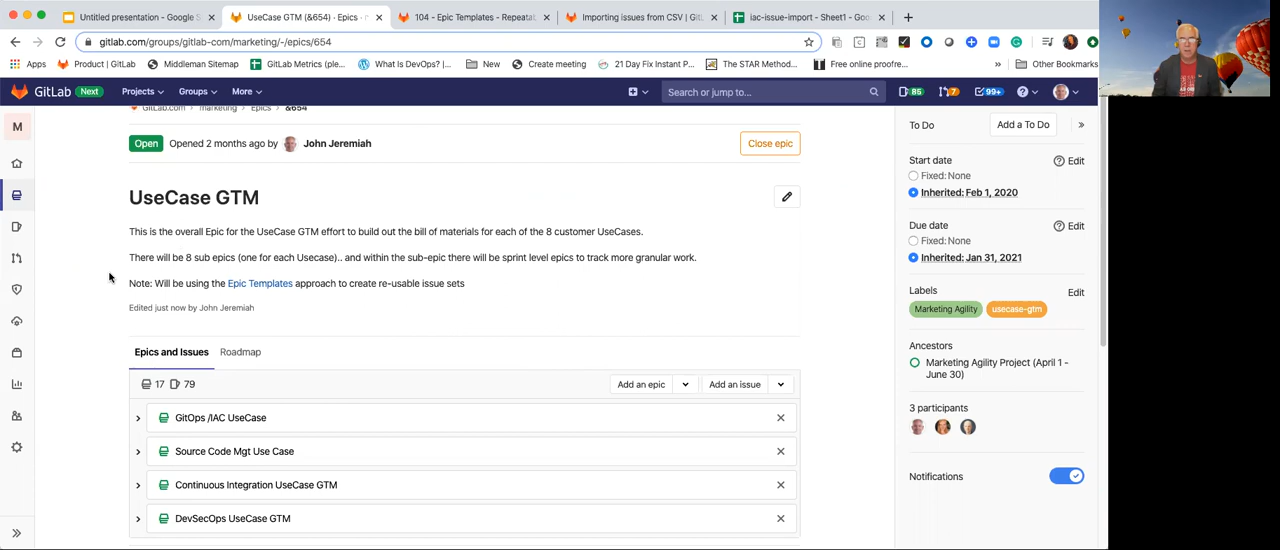 Untitled presentation - Google S
UseCase GTM (&654) · Epics ·
104 - Epic Templates - Repeatab
Importing issues from CSV | GitL
iac-issue-import - Sheet1 - Goo
gitlab.com/groups/gitlab-com/marketing/-/epics/654
Apps
Product | GitLab
Middleman Sitemap
GitLab Metrics (ple...
What Is DevOps? |...
New
Create meeting
21 Day Fix Instant P...
The STAR Method...
Free online proofre...
»
Other Bookmarks
GitLab Next
Projects
Groups
More
Search or jump to...
85
7
99+
M
GitLab.com
marketing
Epics
&654
Open
Opened 2 months ago by
John Jeremiah
Close epic
UseCase GTM
This is the overall Epic for the UseCase GTM effort to build out the bill of materials for each of the 8 customer UseCases.
There will be 8 sub epics (one for each Usecase).. and within the sub-epic there will be sprint level epics to track more granular work.
Note: Will be using the Epic Templates approach to create re-usable issue sets
Edited just now by John Jeremiah
Epics and Issues
Roadmap
17
79
Add an epic
Add an issue
GitOps /IAC UseCase
Source Code Mgt Use Case
Continuous Integration UseCase GTM
DevSecOps UseCase GTM
To Do
Add a To Do
Start date
Edit
Fixed: None
Inherited: Feb 1, 2020
Due date
Edit
Fixed: None
Inherited: Jan 31, 2021
Labels
Edit
Marketing Agility
usecase-gtm
Ancestors
Marketing Agility Project (April 1 -
June 30)
3 participants
Notifications